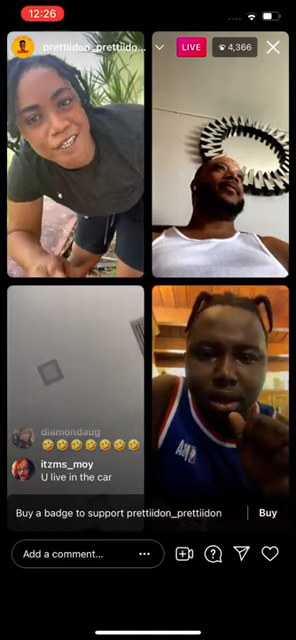 12:26
prettiidon_prettiido...
LIVE
4,366
diamondaug
🤣🤣🤣🤣🤣🤣🤣
itzms_moy
U live in the car
Buy a badge to support prettiidon_prettiidon
Buy
Add a comment...